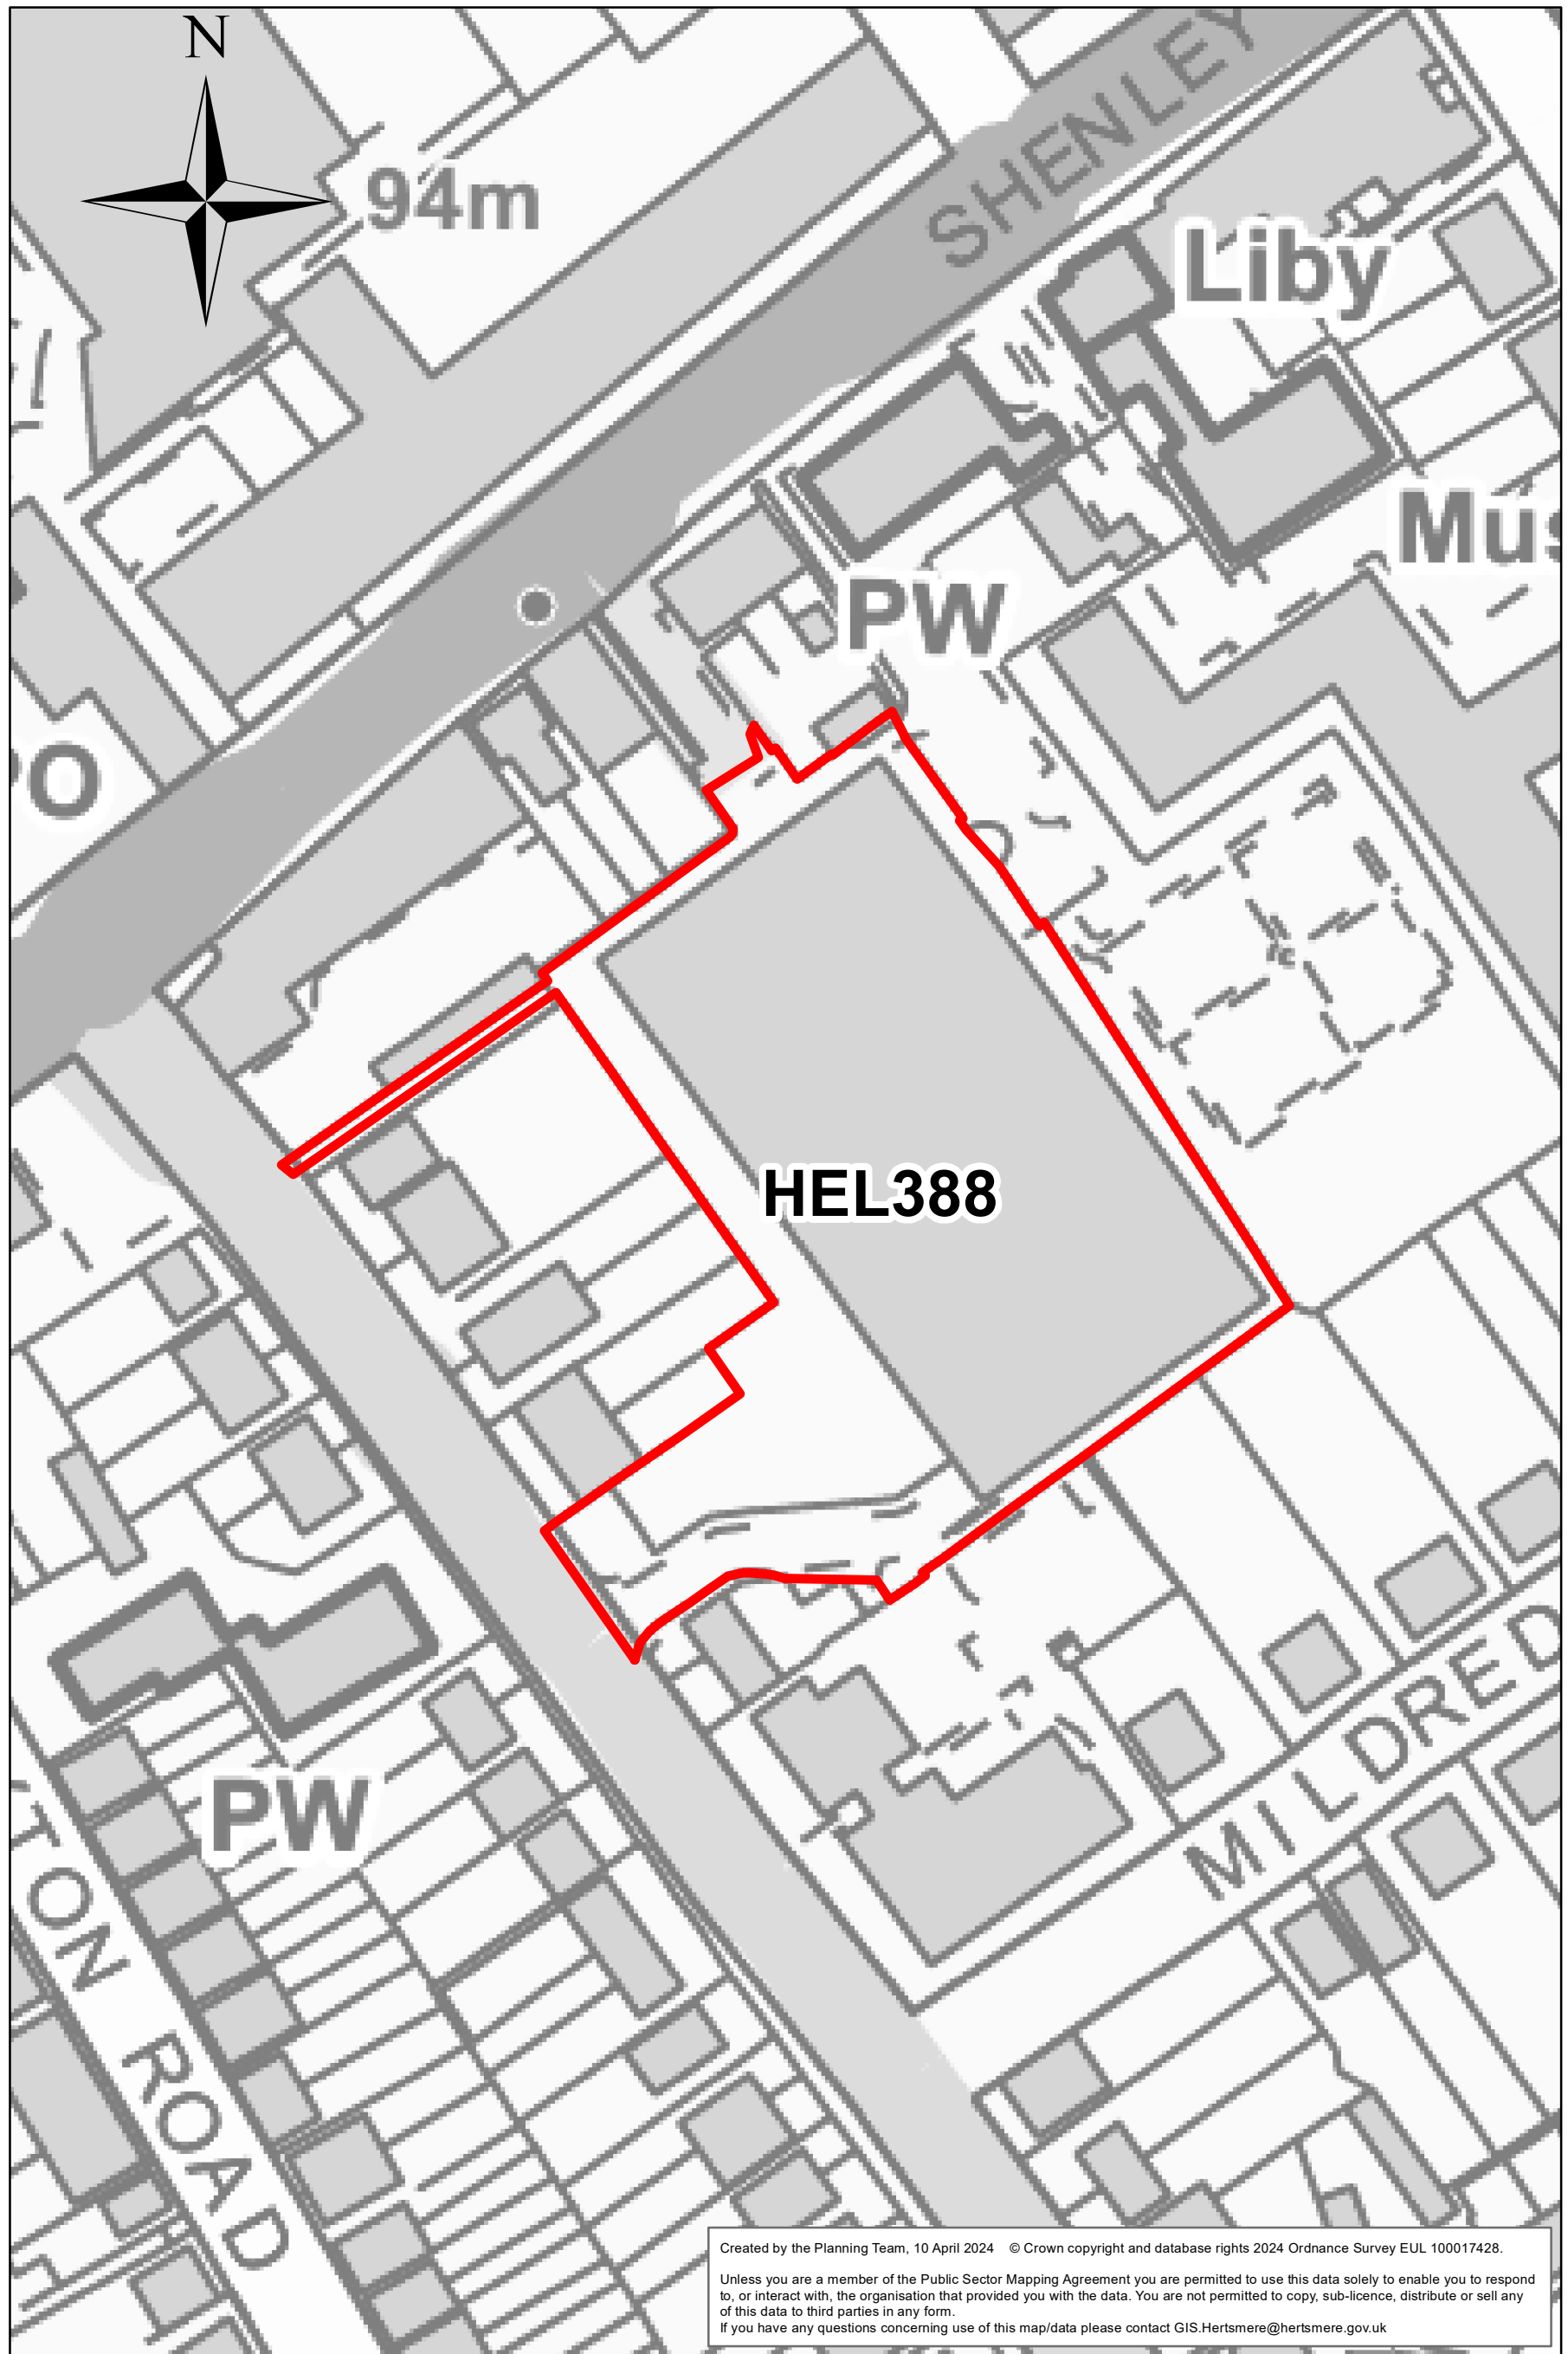 N
94m
SHENLEY
Liby
Mus
PW
PO
HEL388
MILDRED
PW
TON ROAD
Created by the Planning Team, 10 April 2024 © Crown copyright and database rights 2024 Ordnance Survey EUL 100017428.
Unless you are a member of the Public Sector Mapping Agreement you are permitted to use this data solely to enable you to respond
to, or interact with, the organisation that provided you with the data. You are not permitted to copy, sub-licence, distribute or sell any
of this data to third parties in any form.
If you have any questions concerning use of this map/data please contact GIS.Hertsmere@hertsmere.gov.uk